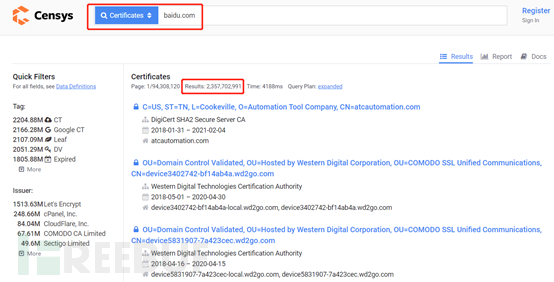 Censys
Certificates
baidu.com
Register
Sign In
Results
Report
Docs
Quick Filters
For all fields, see Data Definitions
Tag:
2204.88M CT
2166.28M Google CT
2107.09M Leaf
2051.29M DV
1805.88M Expired
More
Issuer:
1513.63M Let's Encrypt
248.66M cPanel, Inc.
84.04M CloudFlare, Inc.
67.61M COMODO CA Limited
49.6M Sectigo Limited
More
Certificates
Page: 1/94,308,120 Results: 2,357,702,991 Time: 4188ms Query Plan: expanded
C=US, ST=TN, L=Cookeville, O=Automation Tool Company, CN=atcautomation.com
DigiCert SHA2 Secure Server CA
2018-01-31 – 2021-02-04
atcautomation.com
OU=Domain Control Validated, OU=Hosted by Western Digital Corporation, OU=COMODO SSL Unified Communications,
CN=device3402742-bf14ab4a.wd2go.com
Western Digital Technologies Certification Authority
2018-05-01 – 2020-04-30
device3402742-bf14ab4a-local.wd2go.com, device3402742-bf14ab4a.wd2go.com
OU=Domain Control Validated, OU=Hosted by Western Digital Corporation, OU=COMODO SSL Unified Communications,
CN=device5831907-7a423cec.wd2go.com
Western Digital Technologies Certification Authority
2018-04-16 – 2020-04-15
device5831907-7a423cec-local.wd2go.com, device5831907-7a423cec.wd2go.com
FREEBUF